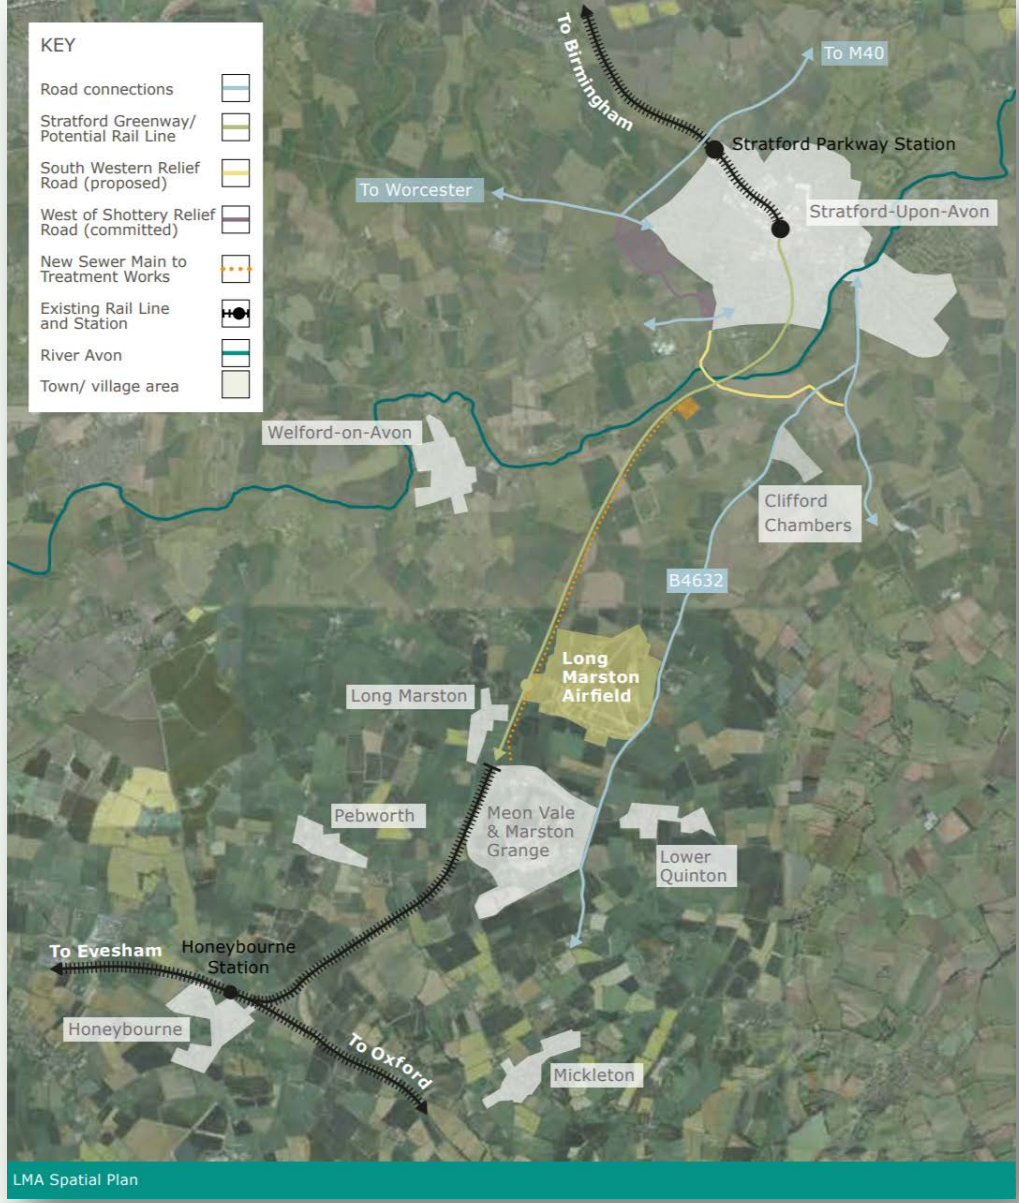 KEY
Road connections
Stratford Greenway/
Potential Rail Line
South Western Relief
Road (proposed)
West of Shottery Relief
Road (committed)
New Sewer Main to
Treatment Works
Existing Rail Line
and Station
River Avon
Town/ village area
To Birmingham
To M40
Stratford Parkway Station
To Worcester
Stratford-Upon-Avon
Welford-on-Avon
Clifford
Chambers
B4632
Long
Marston
Airfield
Long Marston
Pebworth
Meon Vale
& Marston
Grange
Lower
Quinton
To Evesham
Honeybourne
Station
Honeybourne
To Oxford
Mickleton
LMA Spatial Plan